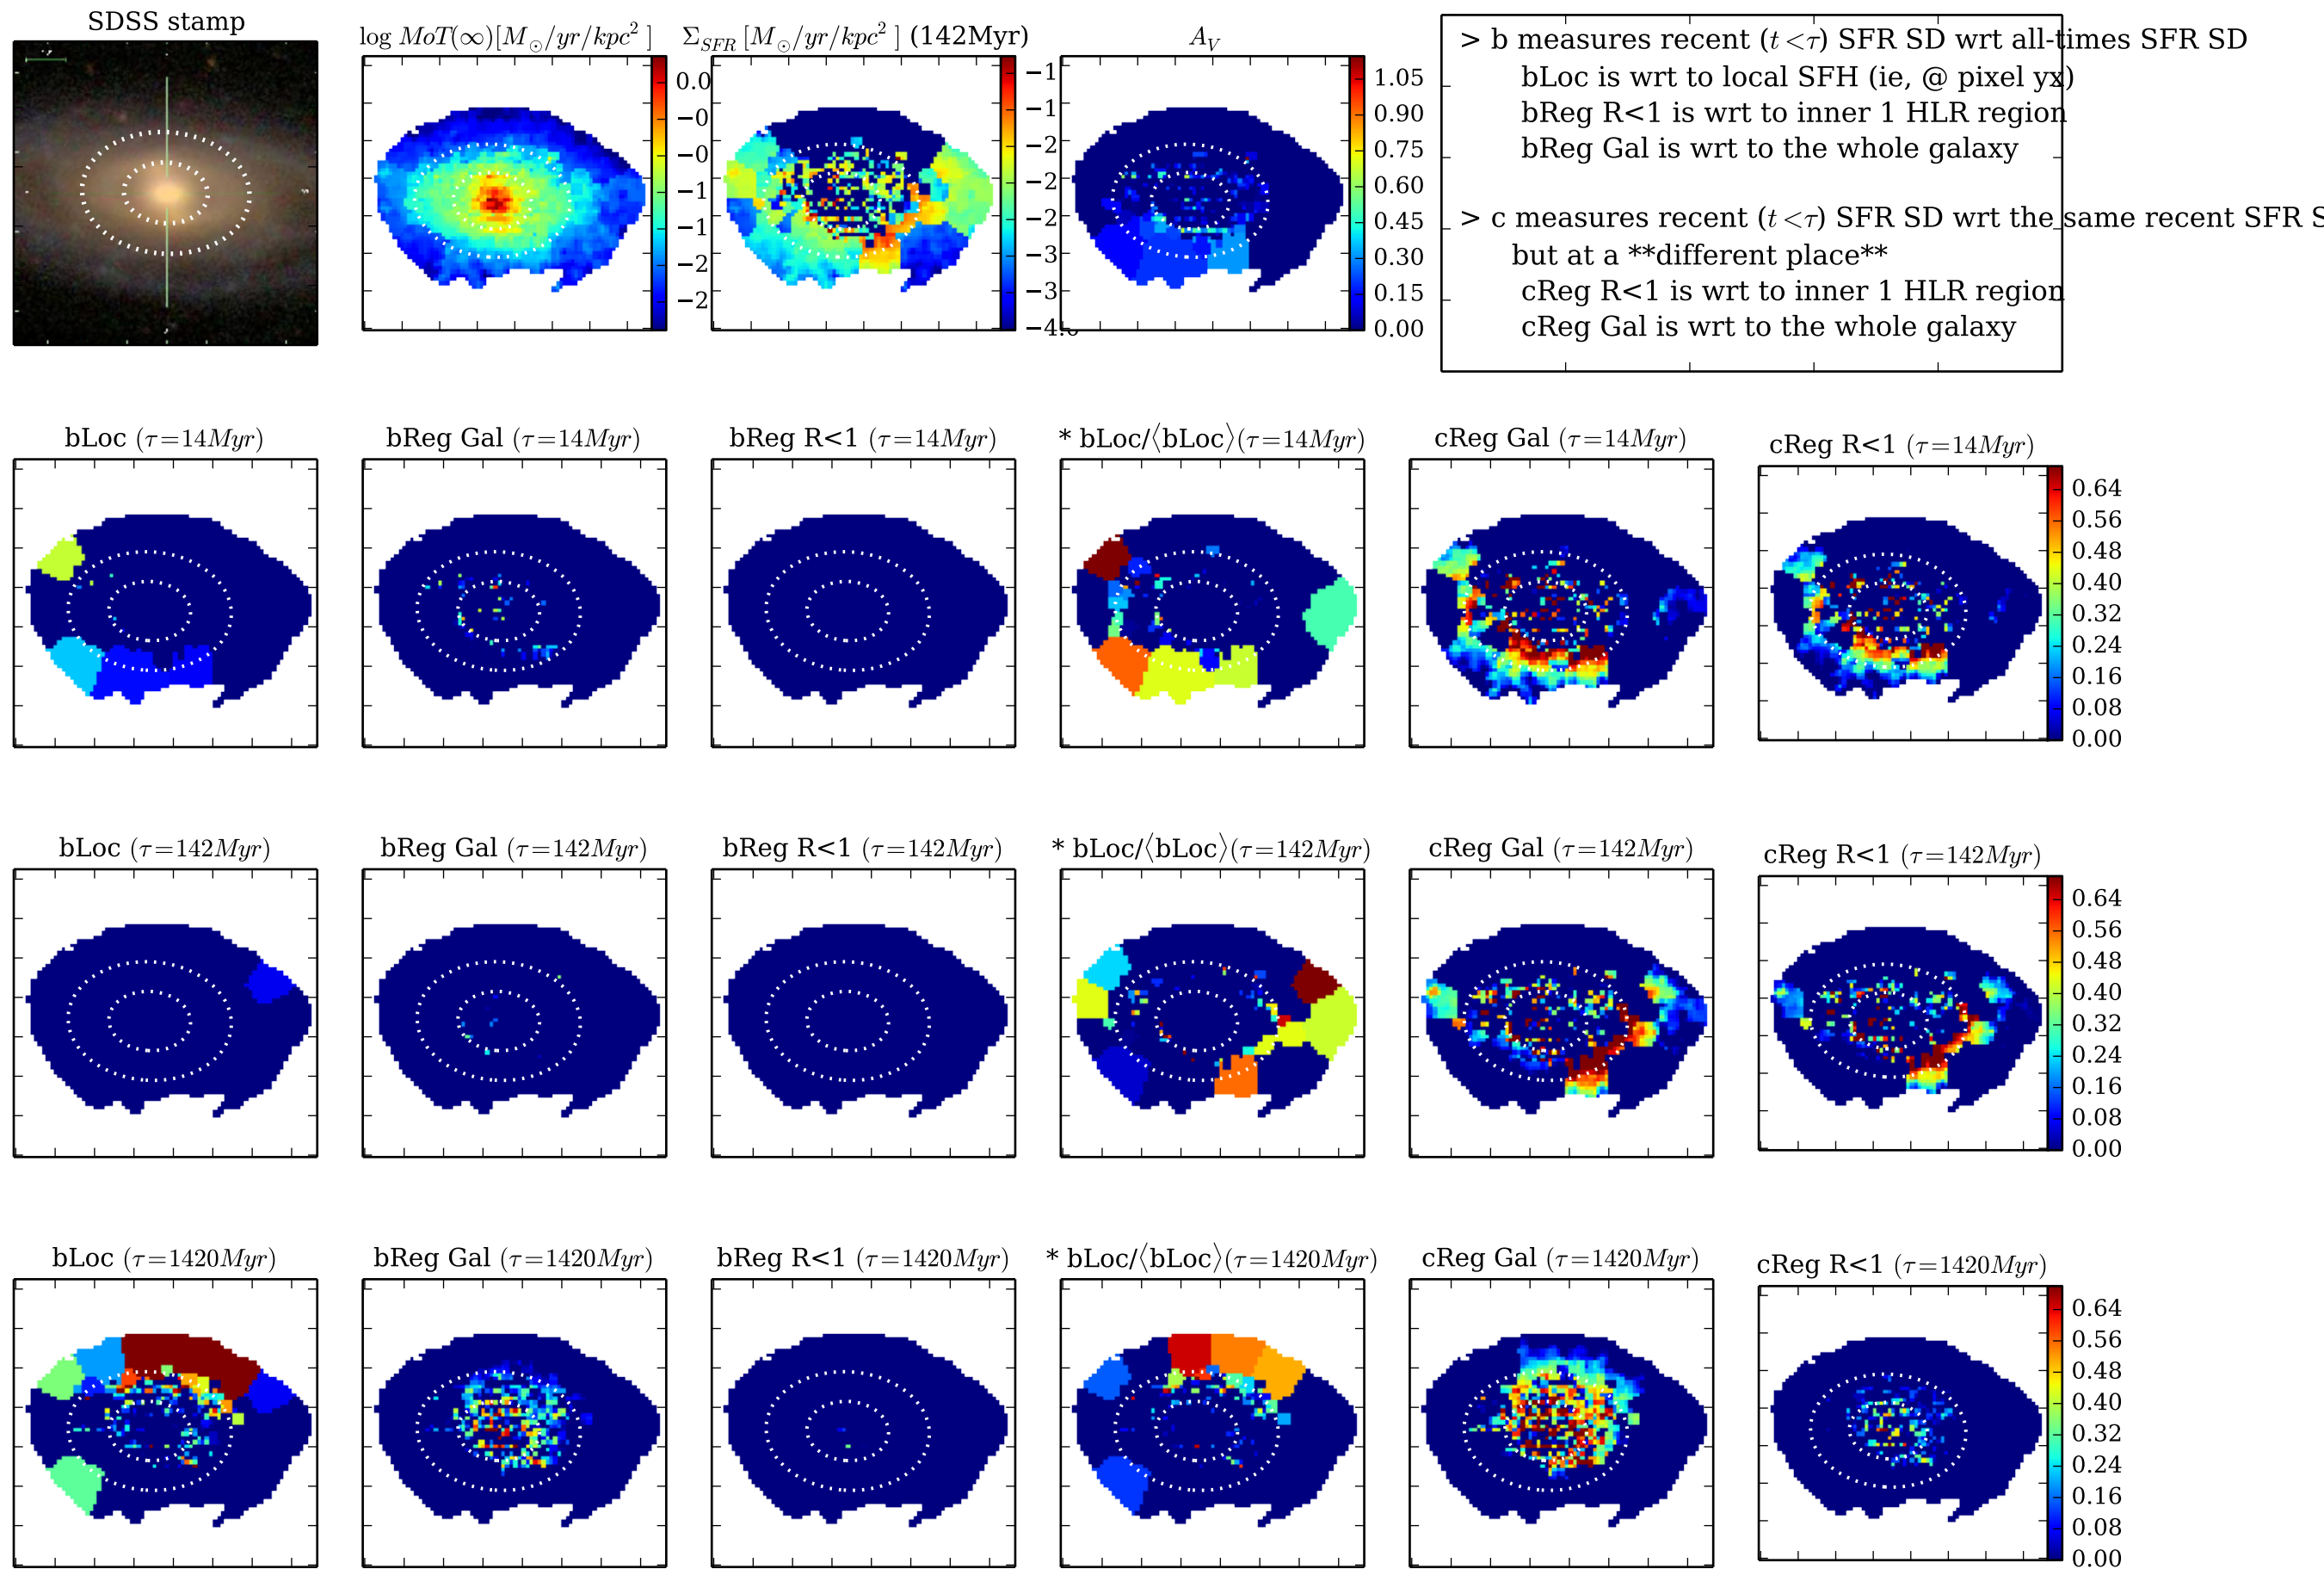 SDSS stamp
log MoT(∞)[M⊙/yr/kpc² ]
0.0
−0
−0
−1
−1
−2
Σ_SFR [M⊙/yr/kpc² ] (142Myr)
−1
−1
−2
−2
−2
−3
−3
−4.0
A_V
1.05
0.90
0.75
0.60
0.45
0.30
0.15
0.00
> b measures recent (t<τ) SFR SD wrt all-times SFR SD
bLoc is wrt to local SFH (ie, @ pixel yx)
bReg R<1 is wrt to inner 1 HLR region
bReg Gal is wrt to the whole galaxy
> c measures recent (t<τ) SFR SD wrt the same recent SFR S
but at a **different place**
cReg R<1 is wrt to inner 1 HLR region
cReg Gal is wrt to the whole galaxy
bLoc (τ=14Myr)
bReg Gal (τ=14Myr)
bReg R<1 (τ=14Myr)
* bLoc/⟨bLoc⟩(τ=14Myr)
cReg Gal (τ=14Myr)
cReg R<1 (τ=14Myr)
0.64
0.56
0.48
0.40
0.32
0.24
0.16
0.08
0.00
bLoc (τ=142Myr)
bReg Gal (τ=142Myr)
bReg R<1 (τ=142Myr)
* bLoc/⟨bLoc⟩(τ=142Myr)
cReg Gal (τ=142Myr)
cReg R<1 (τ=142Myr)
0.64
0.56
0.48
0.40
0.32
0.24
0.16
0.08
0.00
bLoc (τ=1420Myr)
bReg Gal (τ=1420Myr)
bReg R<1 (τ=1420Myr)
* bLoc/⟨bLoc⟩(τ=1420Myr)
cReg Gal (τ=1420Myr)
cReg R<1 (τ=1420Myr)
0.64
0.56
0.48
0.40
0.32
0.24
0.16
0.08
0.00